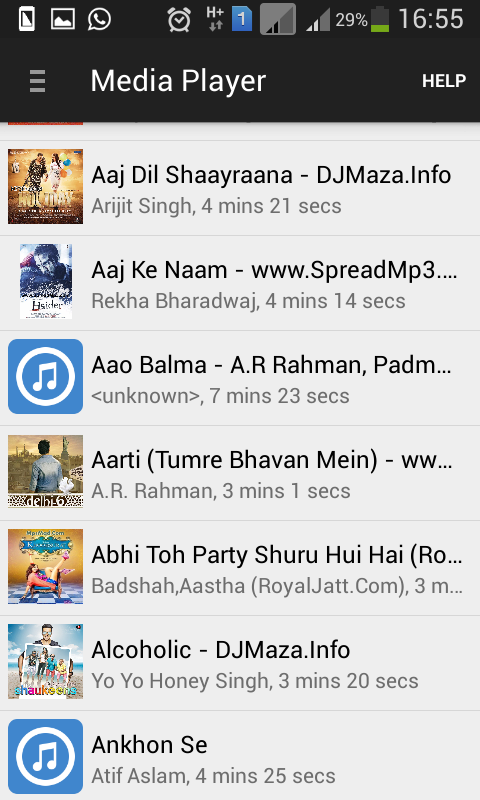 H+ 1 29% 16:55
Media Player HELP
Aaj Dil Shaayraana - DJMaza.Info
Arijit Singh, 4 mins 21 secs
Aaj Ke Naam - www.SpreadMp3....
Rekha Bharadwaj, 4 mins 14 secs
Aao Balma - A.R Rahman, Padm...
<unknown>, 7 mins 23 secs
Aarti (Tumre Bhavan Mein) - ww...
A.R. Rahman, 3 mins 1 secs
delhi-6
Abhi Toh Party Shuru Hui Hai (Ro...
Badshah,Aastha (RoyalJatt.Com), 3 m...
Alcoholic - DJMaza.Info
Yo Yo Honey Singh, 3 mins 20 secs
shaukeens
Ankhon Se
Atif Aslam, 4 mins 25 secs